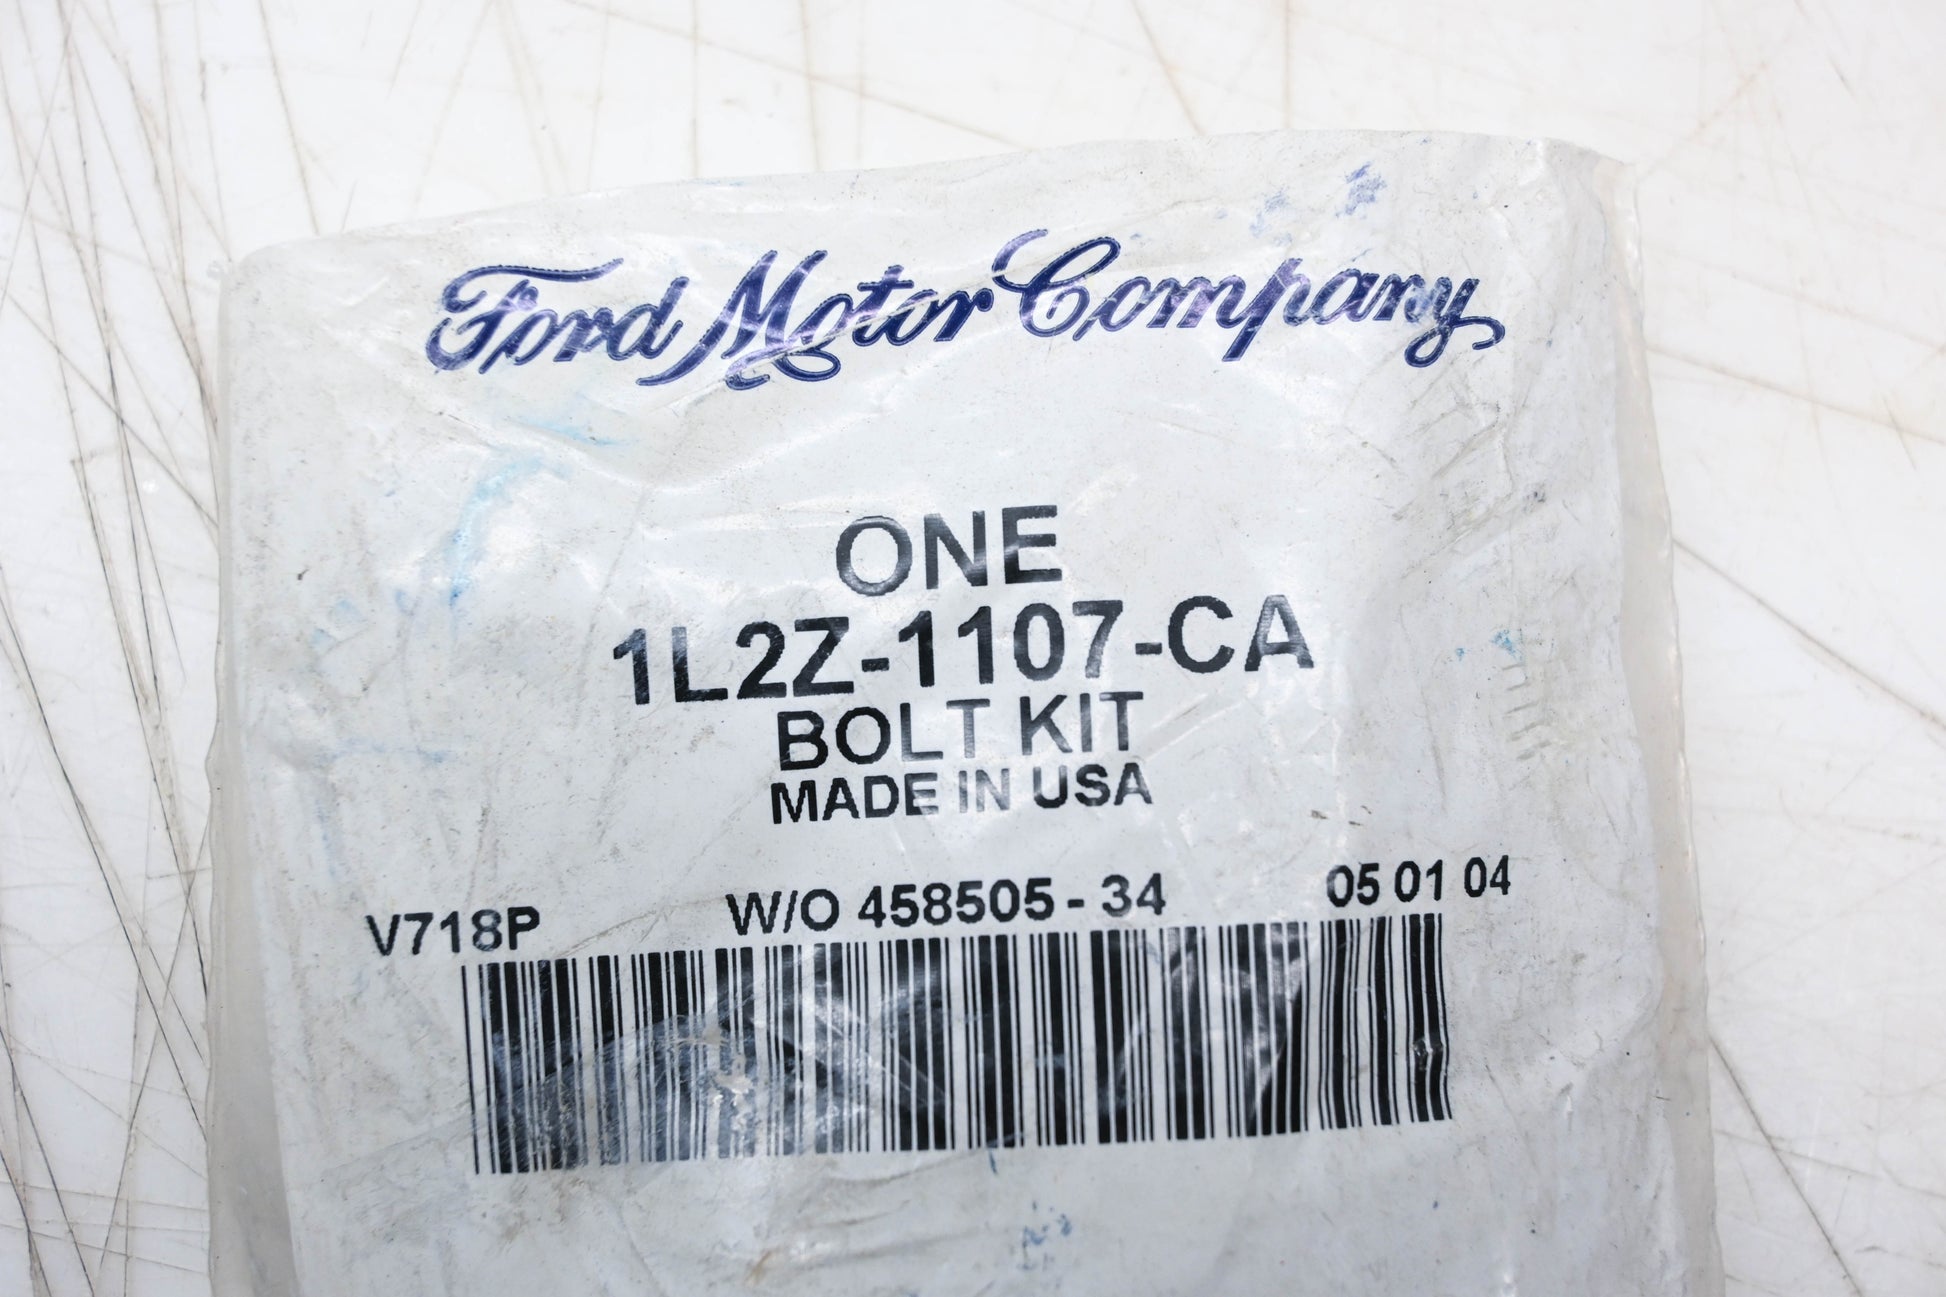 Ford Motor Company
ONE
1L2Z-1107-CA
BOLT KIT
MADE IN USA
V718P W/O 458505 - 34 05 01 04